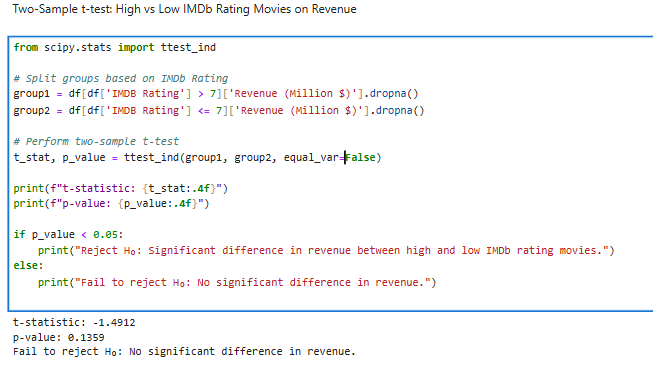 Two-Sample t-test: High vs Low IMDb Rating Movies on Revenue
from scipy.stats import ttest_ind
# Split groups based on IMDb Rating
group1 = df[df['IMDB Rating'] > 7]['Revenue (Million $)'].dropna()
group2 = df[df['IMDB Rating'] <= 7]['Revenue (Million $)'].dropna()
# Perform two-sample t-test
t_stat, p_value = ttest_ind(group1, group2, equal_var=False)
print(f"t-statistic: {t_stat:.4f}")
print(f"p-value: {p_value:.4f}")
if p_value < 0.05:
    print("Reject H₀: Significant difference in revenue between high and low IMDb rating movies.")
else:
    print("Fail to reject H₀: No significant difference in revenue.")
t-statistic: -1.4912
p-value: 0.1359
Fail to reject H₀: No significant difference in revenue.